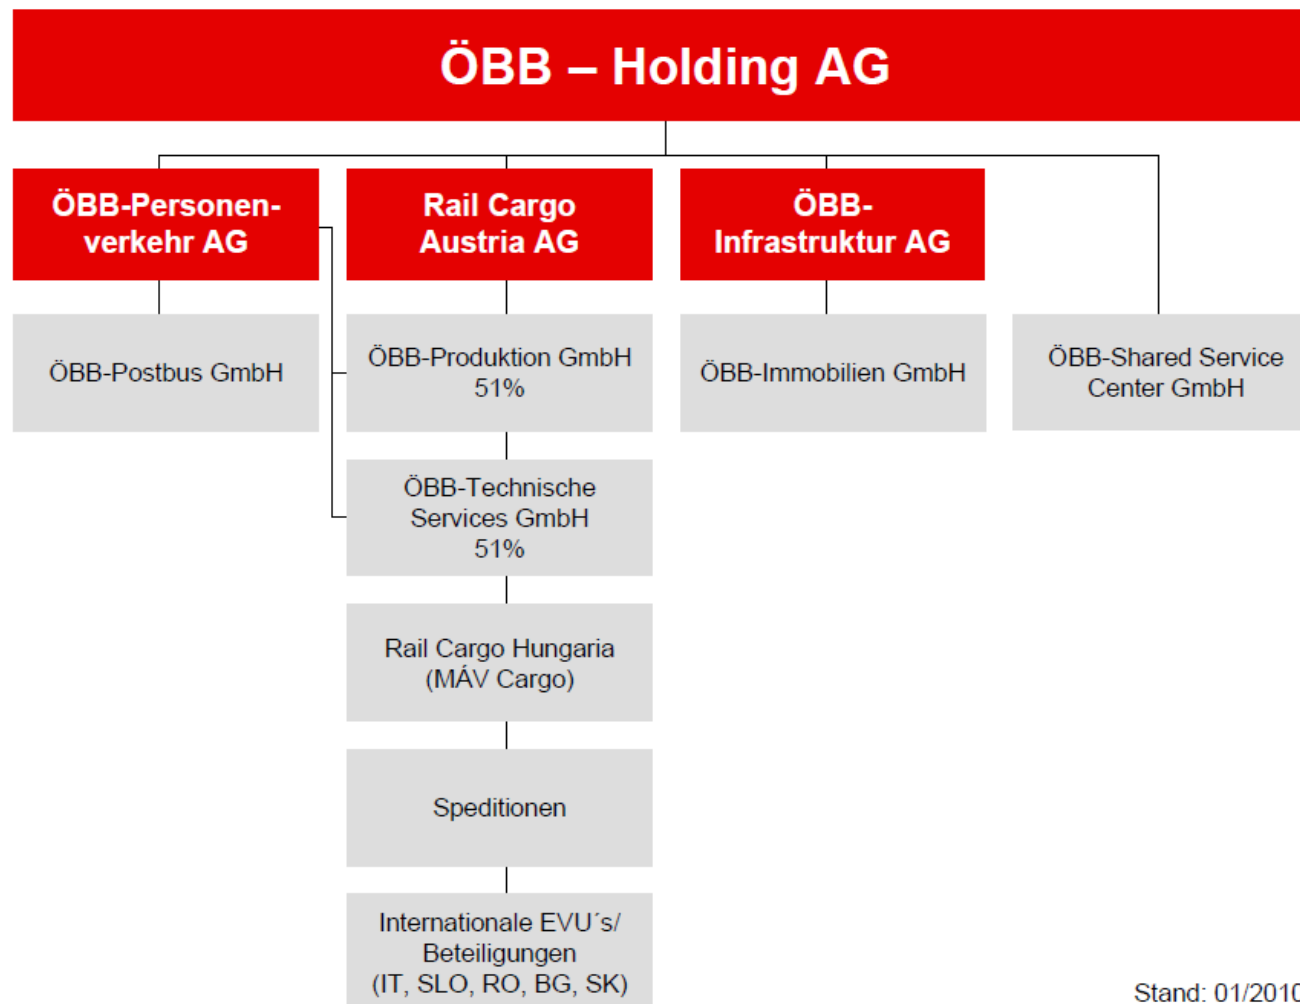 ÖBB – Holding AG
ÖBB-Personen-
verkehr AG
Rail Cargo
Austria AG
ÖBB-
Infrastruktur AG
ÖBB-Postbus GmbH
ÖBB-Produktion GmbH
51%
ÖBB-Immobilien GmbH
ÖBB-Shared Service
Center GmbH
ÖBB-Technische
Services GmbH
51%
Rail Cargo Hungaria
(MÁV Cargo)
Speditionen
Internationale EVU´s/
Beteiligungen
(IT, SLO, RO, BG, SK)
Stand: 01/2010